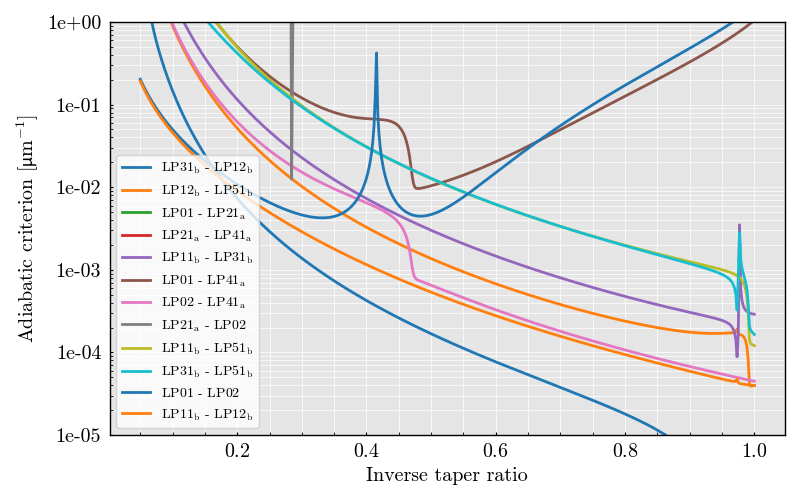 1e+00
1e-01
1e-02
1e-03
1e-04
1e-05
Adiabatic criterion [µm⁻¹]
LP31b - LP12b
LP12b - LP51b
LP01 - LP21a
LP21a - LP41a
LP11b - LP31b
LP01 - LP41a
LP02 - LP41a
LP21a - LP02
LP11b - LP51b
LP31b - LP51b
LP01 - LP02
LP11b - LP12b
0.2 0.4 0.6 0.8 1.0
Inverse taper ratio